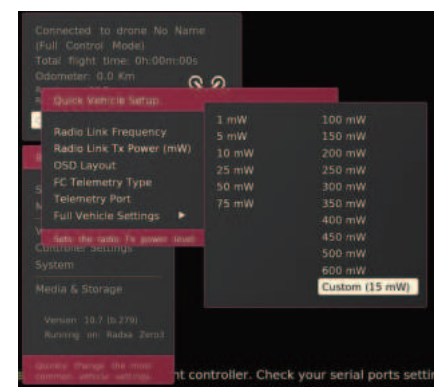 Connected to drone No Name
(Full Control Mode)
Total flight time: 0h:00m:00s
Odometer: 0.0 Km
Quick Vehicle Setup
Radio Link Frequency
Radio Link Tx Power (mW)
OSD Layout
FC Telemetry Type
Telemetry Port
Full Vehicle Settings
Sets the radio Tx power level
1 mW
5 mW
10 mW
25 mW
50 mW
75 mW
100 mW
150 mW
200 mW
250 mW
300 mW
350 mW
400 mW
450 mW
500 mW
600 mW
Custom (15 mW)
Controller Settings
System
Media & Storage
Version 10.7 (b.279)
Running on: Radxa Zero3
Quickly change the most
common vehicle settings.
nt controller. Check your serial ports settin